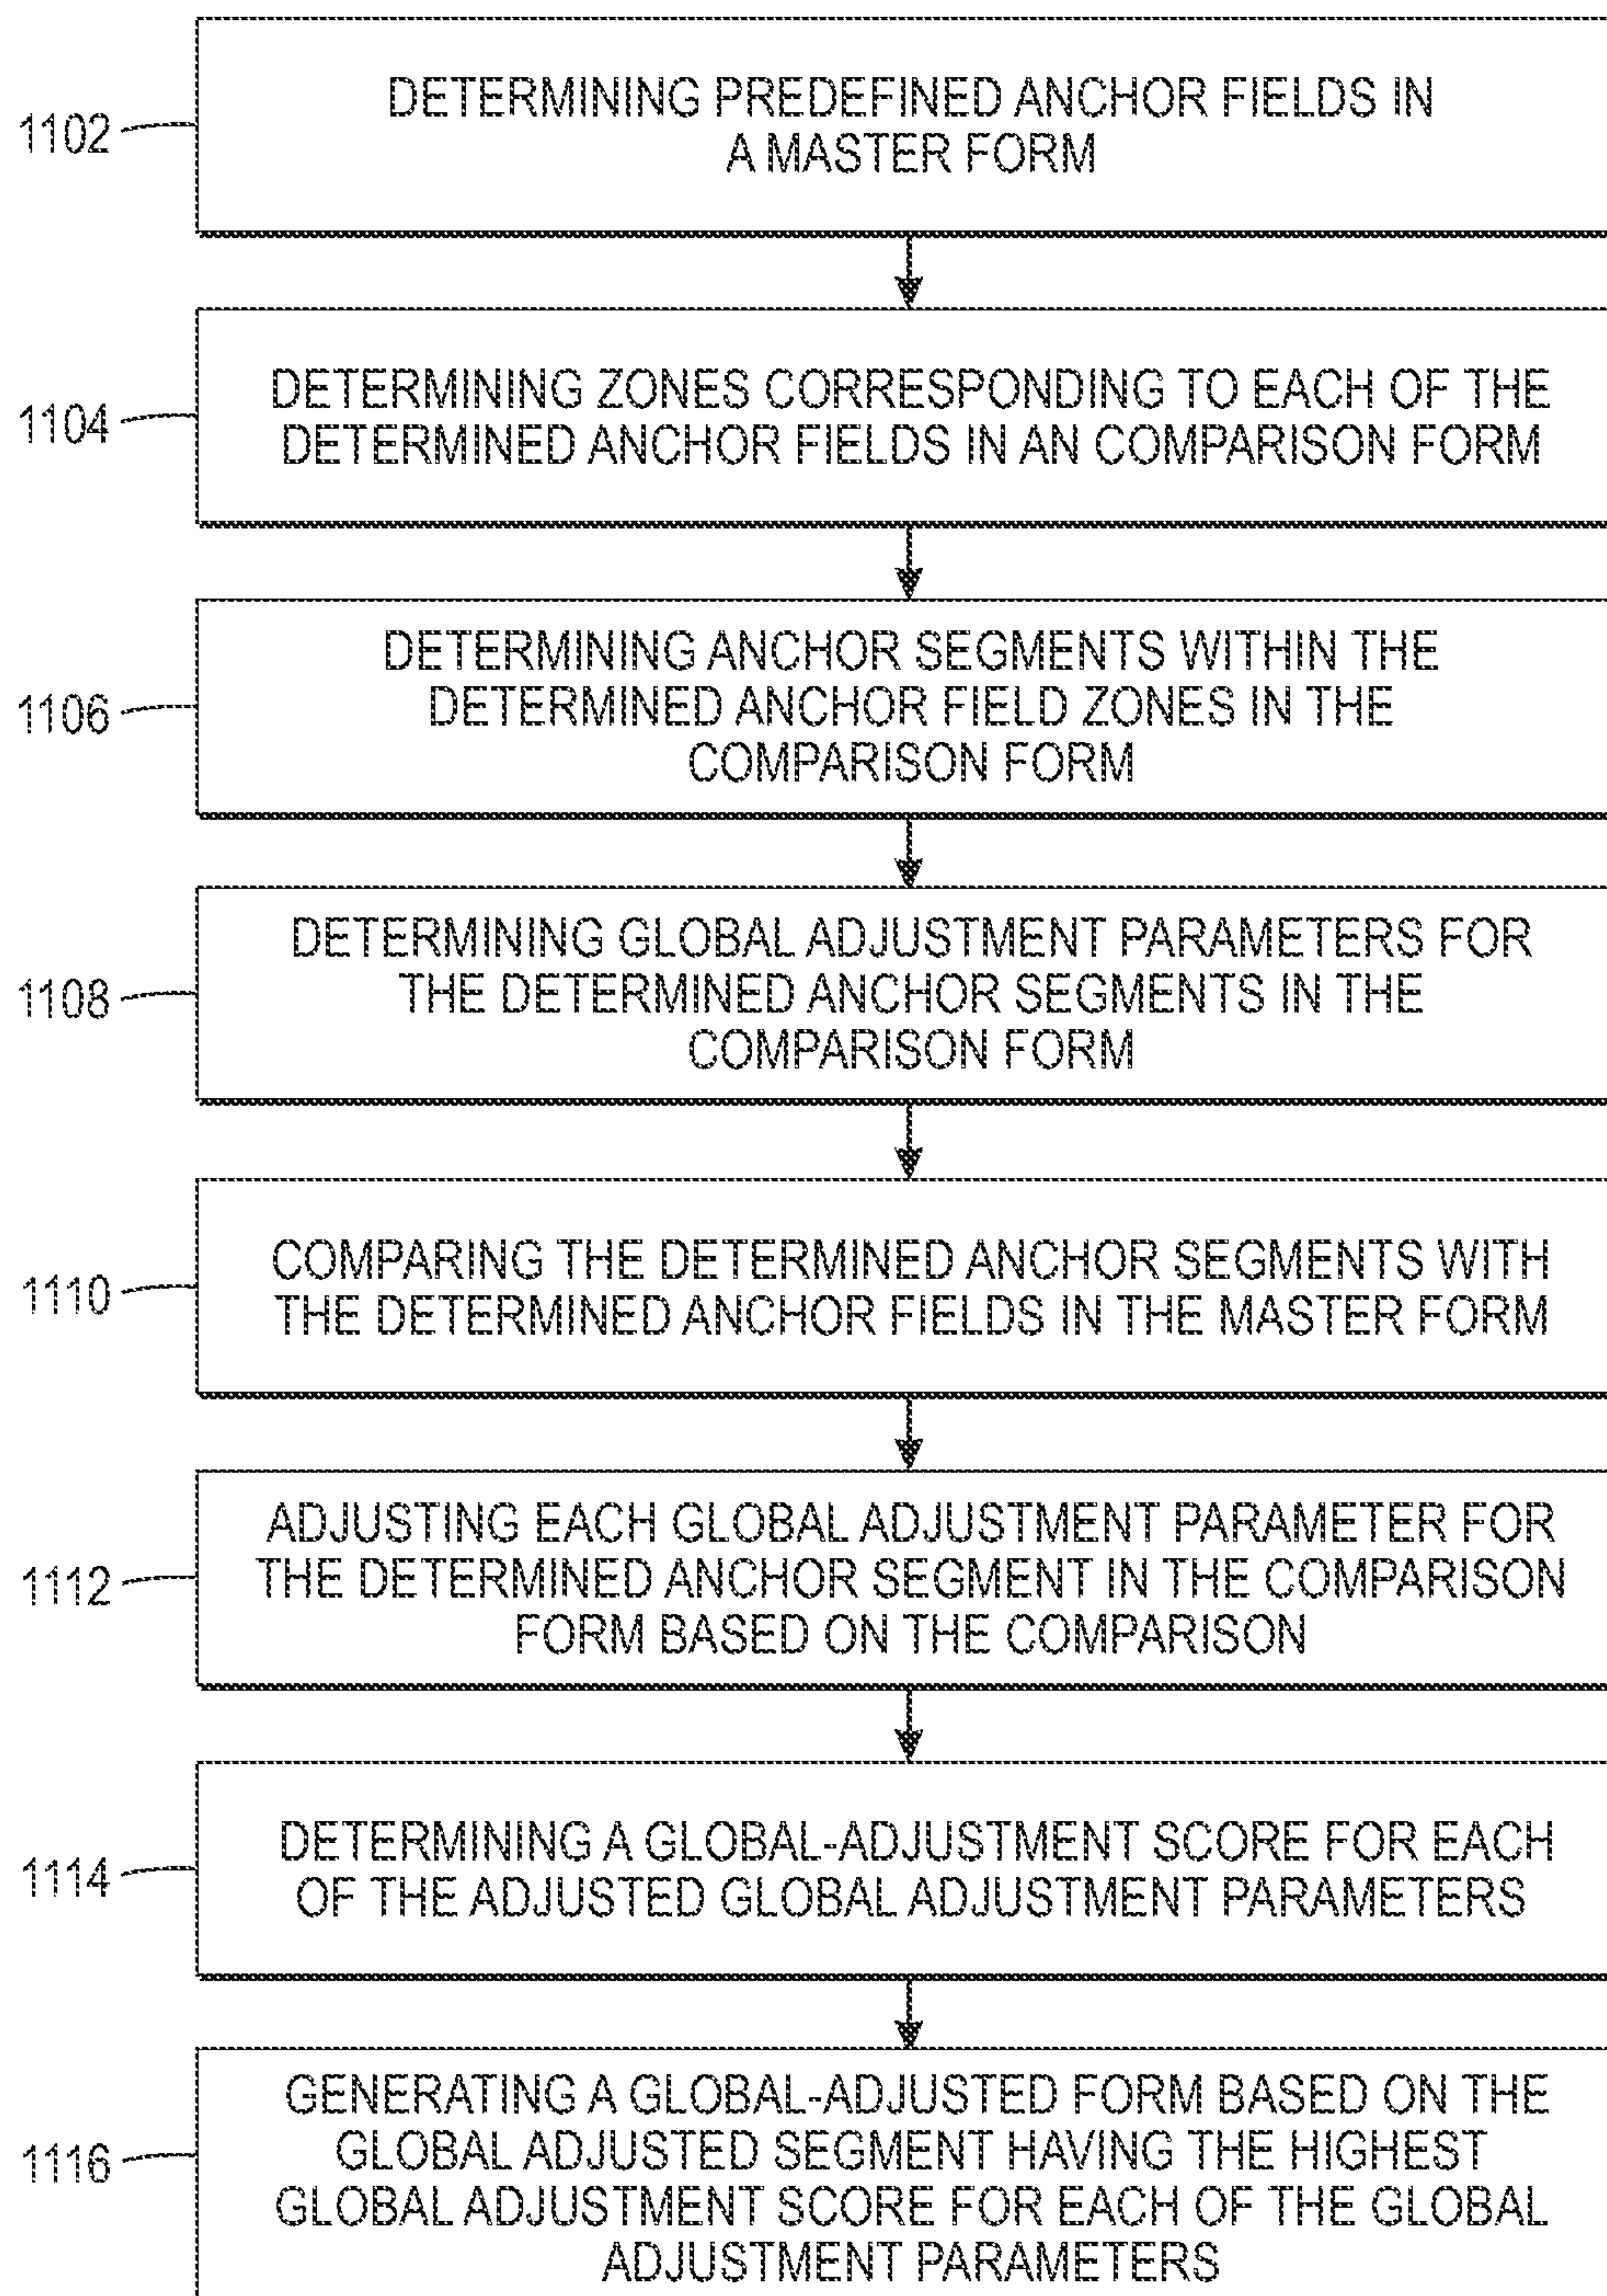 1102
DETERMINING PREDEFINED ANCHOR FIELDS IN
A MASTER FORM
1104
DETERMINING ZONES CORRESPONDING TO EACH OF THE
DETERMINED ANCHOR FIELDS IN AN COMPARISON FORM
1106
DETERMINING ANCHOR SEGMENTS WITHIN THE
DETERMINED ANCHOR FIELD ZONES IN THE
COMPARISON FORM
1108
DETERMINING GLOBAL ADJUSTMENT PARAMETERS FOR
THE DETERMINED ANCHOR SEGMENTS IN THE
COMPARISON FORM
1110
COMPARING THE DETERMINED ANCHOR SEGMENTS WITH
THE DETERMINED ANCHOR FIELDS IN THE MASTER FORM
1112
ADJUSTING EACH GLOBAL ADJUSTMENT PARAMETER FOR
THE DETERMINED ANCHOR SEGMENT IN THE COMPARISON
FORM BASED ON THE COMPARISON
1114
DETERMINING A GLOBAL-ADJUSTMENT SCORE FOR EACH
OF THE ADJUSTED GLOBAL ADJUSTMENT PARAMETERS
1116
GENERATING A GLOBAL-ADJUSTED FORM BASED ON THE
GLOBAL ADJUSTED SEGMENT HAVING THE HIGHEST
GLOBAL ADJUSTMENT SCORE FOR EACH OF THE GLOBAL
ADJUSTMENT PARAMETERS